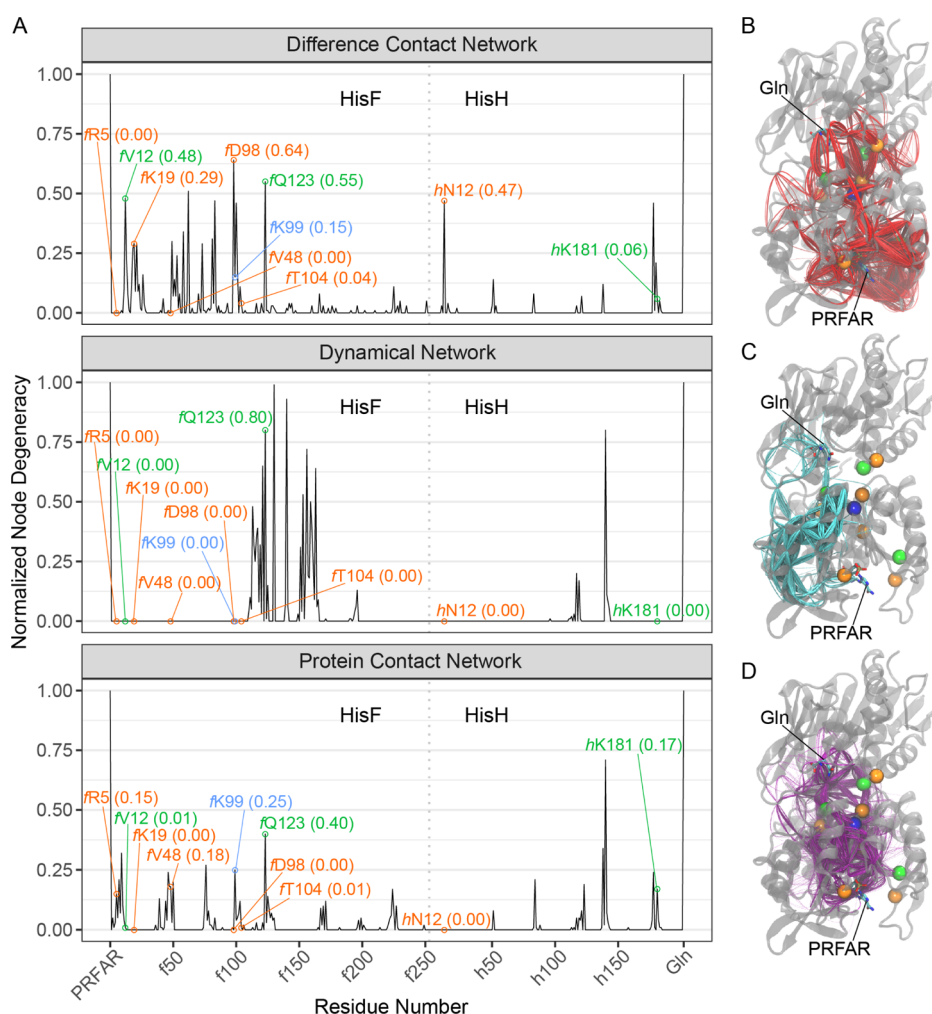 A
Difference Contact Network
1.00
0.75
0.50
0.25
0.00
HisF
HisH
fR5 (0.00)
fV12 (0.48)
fK19 (0.29)
fD98 (0.64)
fQ123 (0.55)
fK99 (0.15)
fV48 (0.00)
fT104 (0.04)
hN12 (0.47)
hK181 (0.06)
Dynamical Network
1.00
0.75
0.50
0.25
0.00
HisF
HisH
fR5 (0.00)
fV12 (0.00)
fK19 (0.00)
fD98 (0.00)
fQ123 (0.80)
fK99 (0.00)
fV48 (0.00)
fT104 (0.00)
hN12 (0.00)
hK181 (0.00)
Protein Contact Network
1.00
0.75
0.50
0.25
0.00
HisF
HisH
fR5 (0.15)
fV12 (0.01)
fK19 (0.00)
fV48 (0.18)
fK99 (0.25)
fQ123 (0.40)
fD98 (0.00)
fT104 (0.01)
hN12 (0.00)
hK181 (0.17)
Normalized Node Degeneracy
PRFAR
f50
f100
f150
f200
f250
h50
h100
h150
Gln
Residue Number
B
Gln
PRFAR
C
Gln
PRFAR
D
Gln
PRFAR